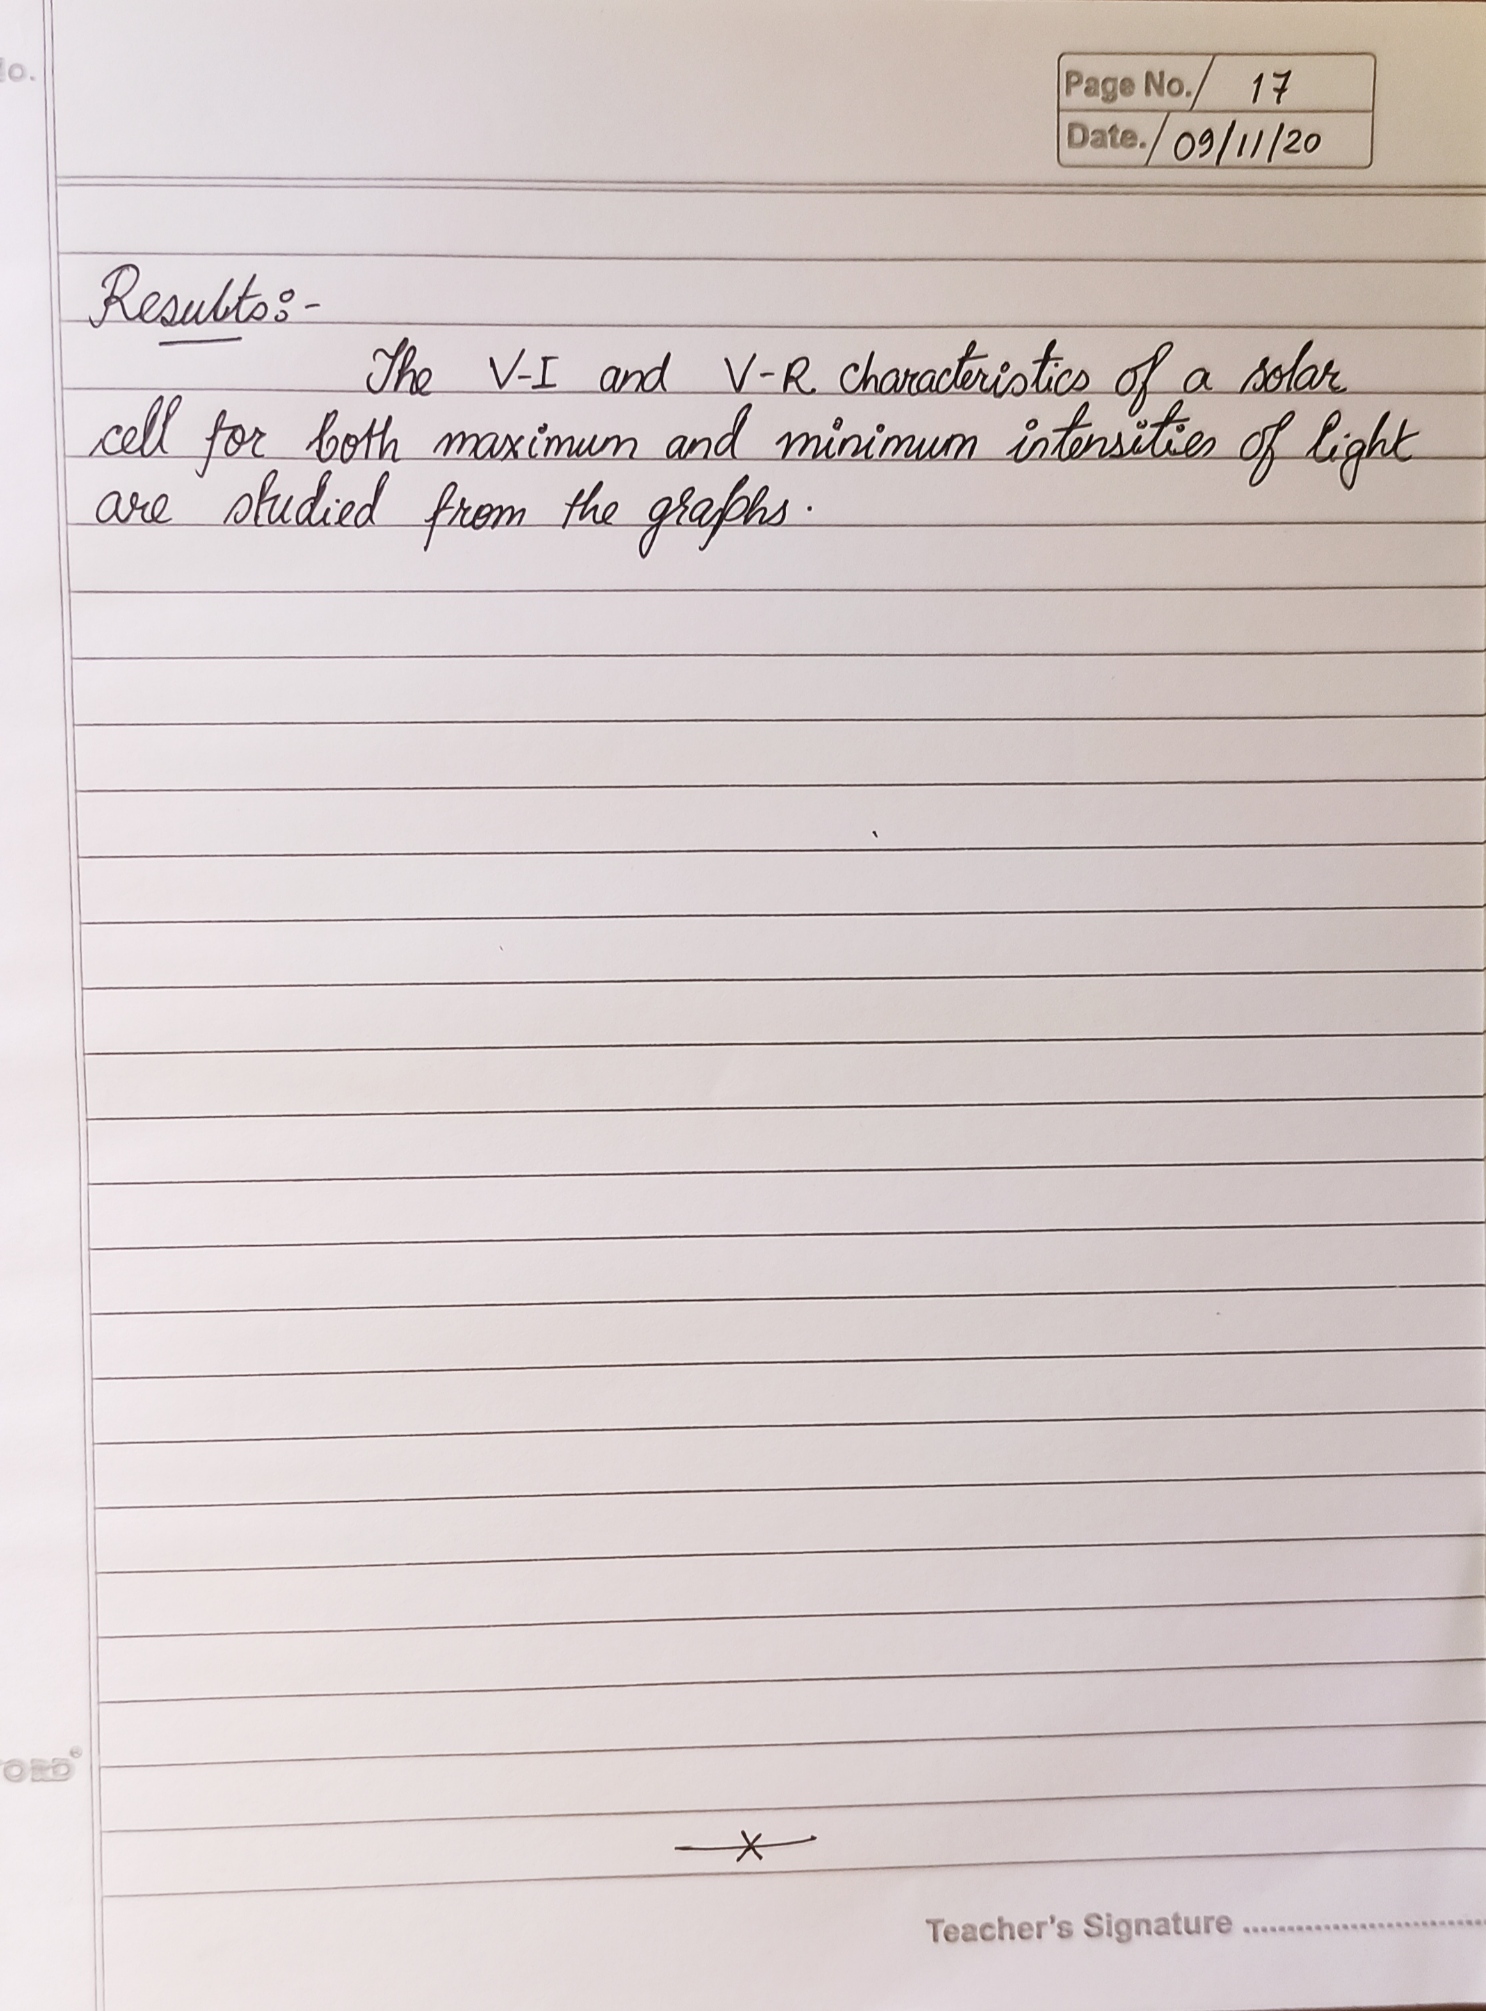 No.
Page No. 17
Date. 09/11/20
Results:-
The V-I and V-R characteristics of a solar
cell for both maximum and minimum intensities of light
are studied from the graphs.
ORD®
x
Teacher's Signature ..............................